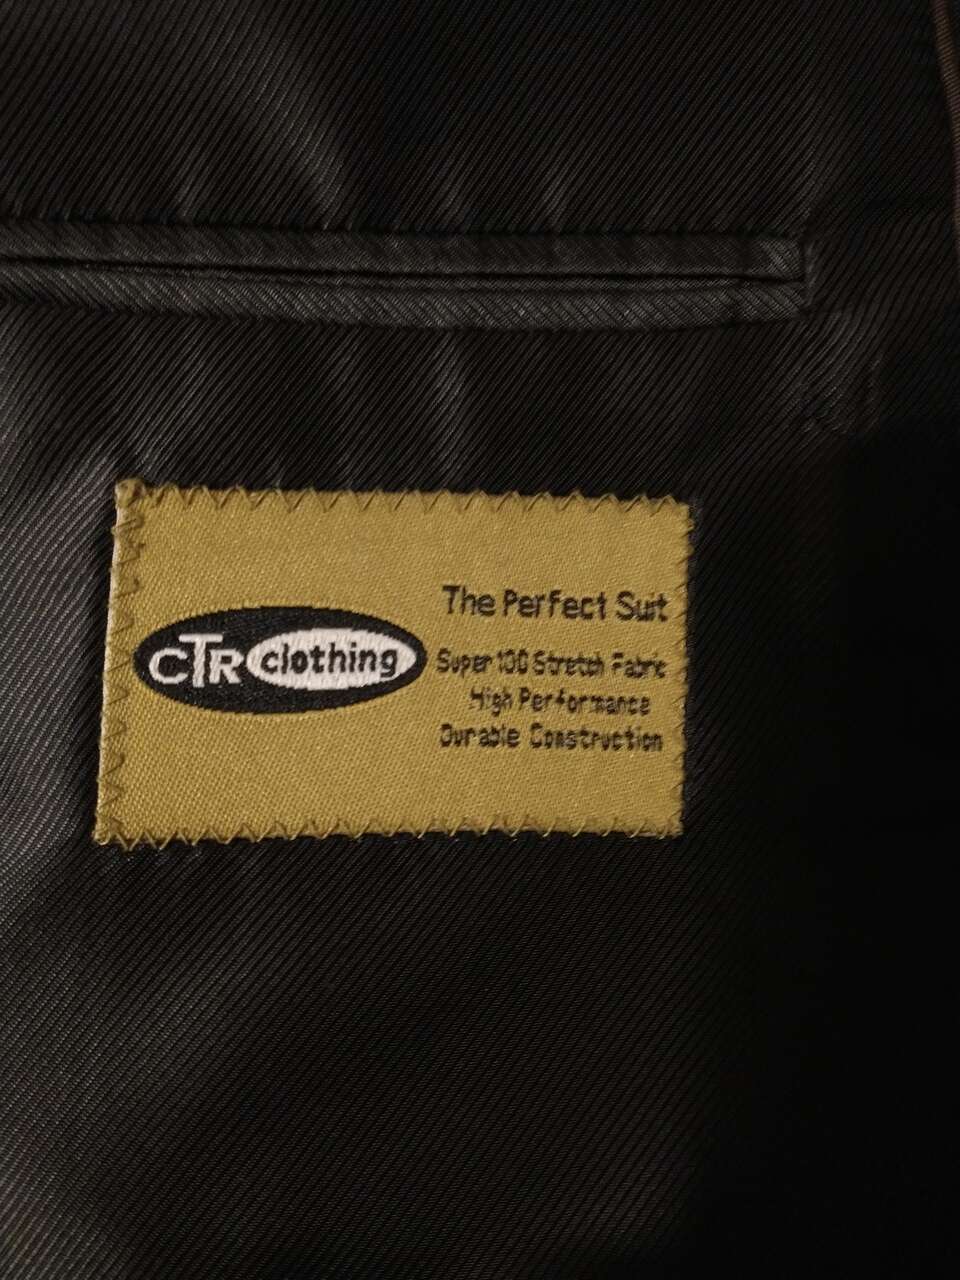 CTR clothing
The Perfect Suit
Super 100 Stretch Fabric
High Performance
Durable Construction